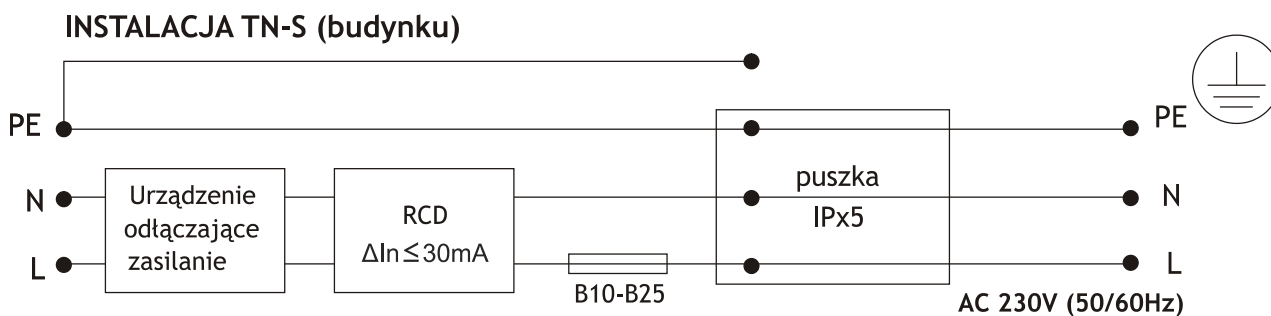 INSTALACJA TN-S (budynku)
PE
PE
N
Urządzenie
odłączające
zasilanie
RCD
ΔIn≤30mA
puszka
IPx5
N
L
B10-B25
L
AC 230V (50/60Hz)